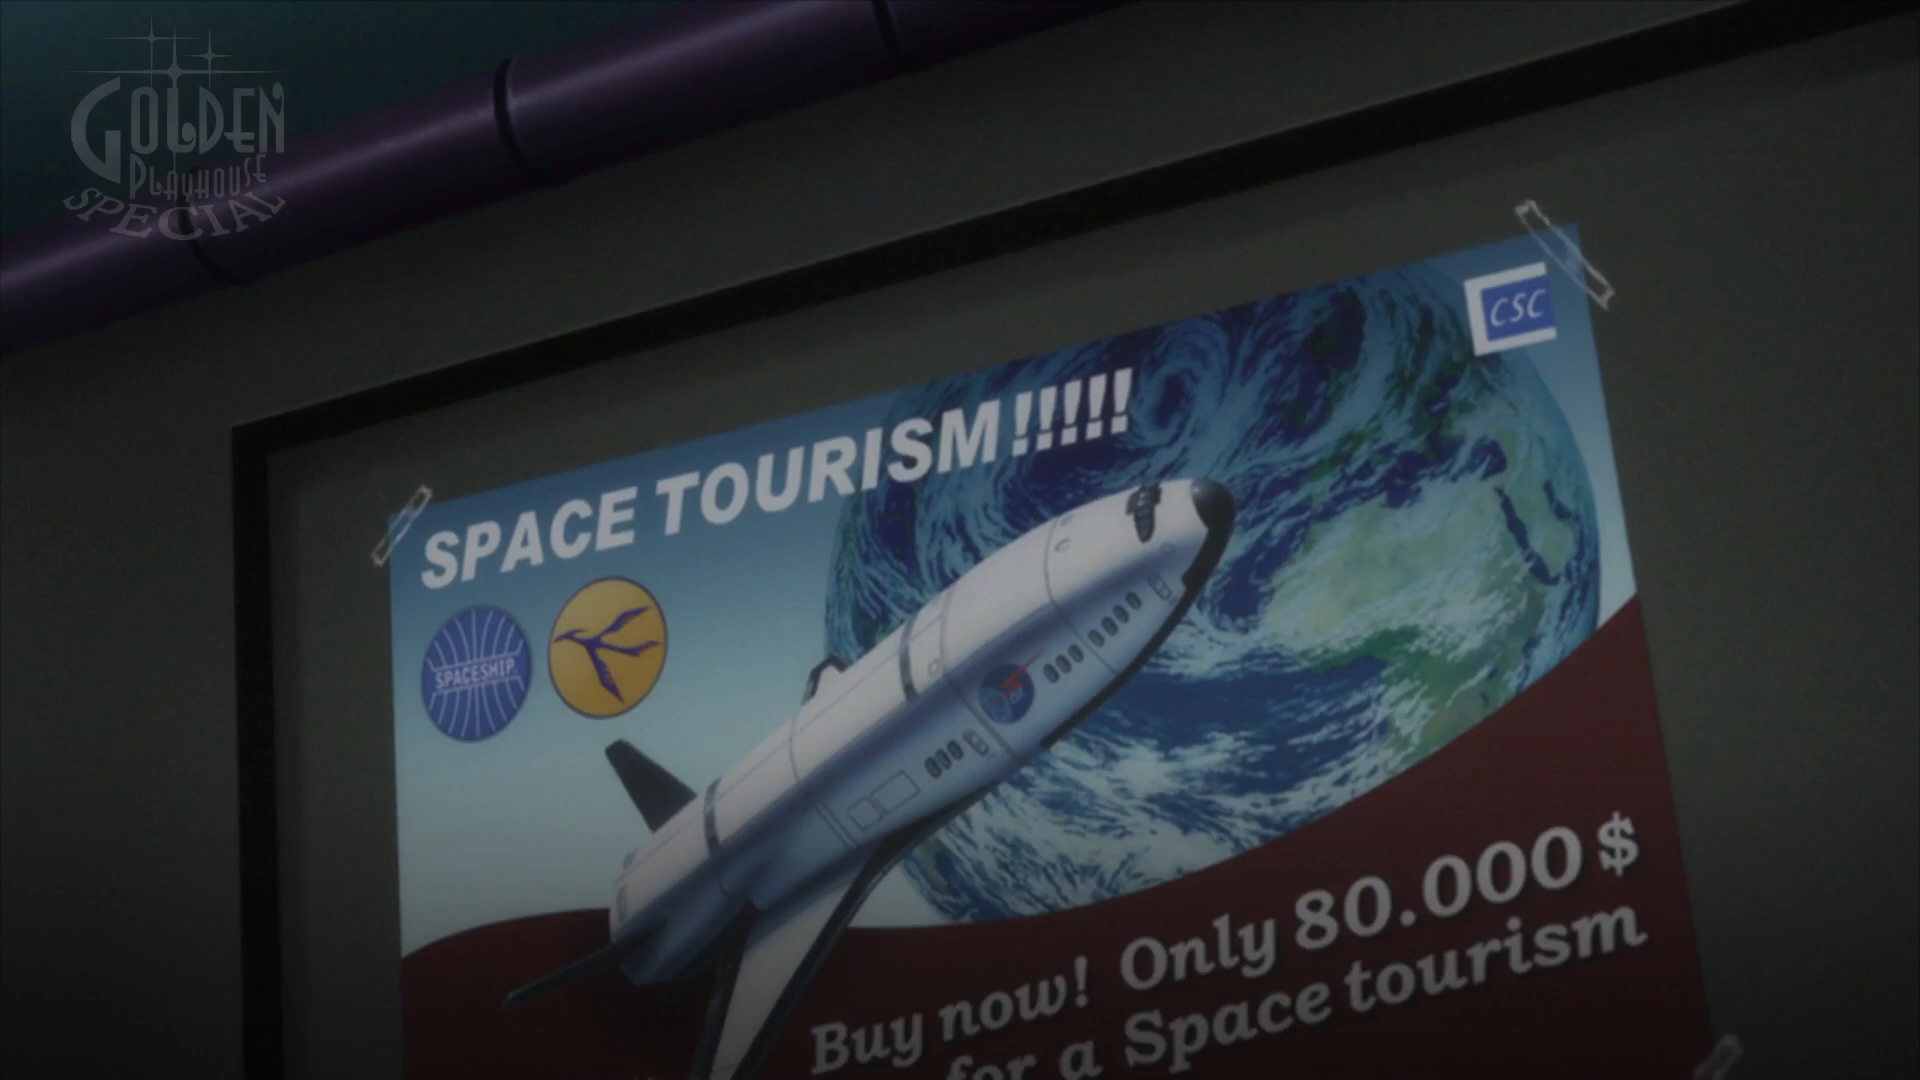 GOLDEN
PLAYHOUSE
SPECIAL
CSC
SPACE TOURISM!!!!!
SPACESHIP
Buy now! Only 80.000 $
for a Space tourism